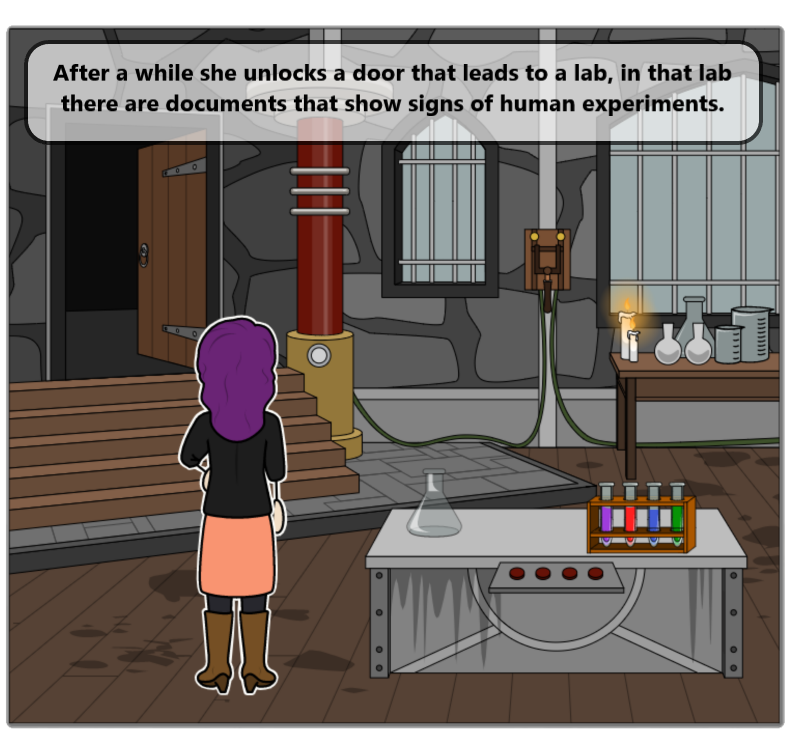 After a while she unlocks a door that leads to a lab, in that lab
there are documents that show signs of human experiments.